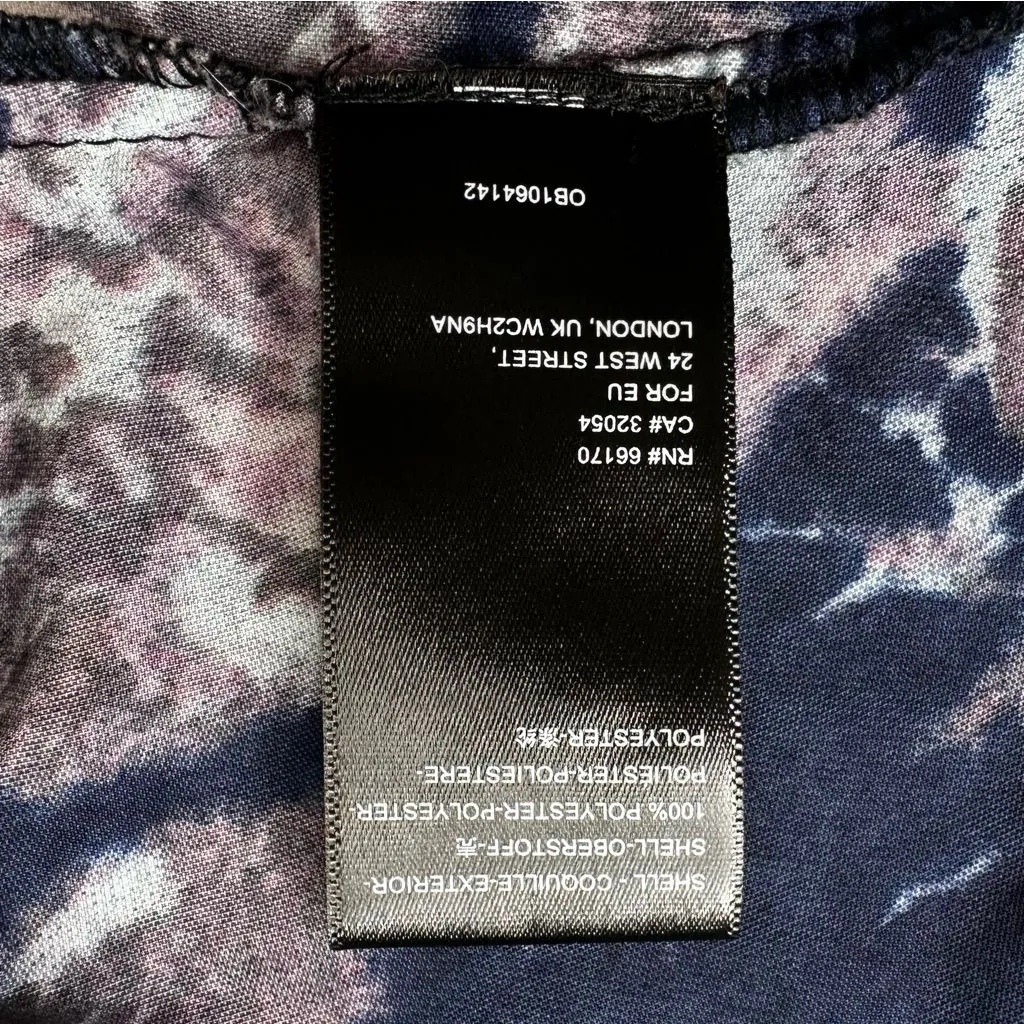 SHELL - COQUILLE-EXTERIOR-
SHELL-OBERSTOFF-壳
100% POLYESTER-POLYESTER-
POLIESTER-POLIESTERE-
POLYESTER-涤纶
RN# 66170
CA# 32054
FOR EU
24 WEST STREET,
LONDON, UK WC2H9NA
OB1064142